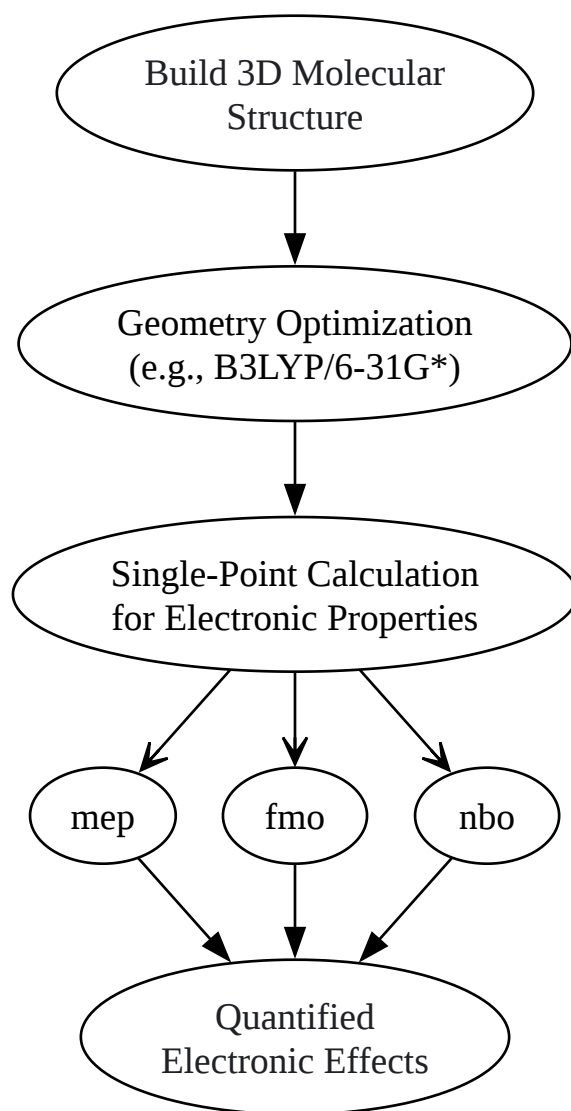 Build 3D Molecular
Structure
Geometry Optimization
(e.g., B3LYP/6-31G*)
Single-Point Calculation
for Electronic Properties
mep
fmo
nbo
Quantified
Electronic Effects